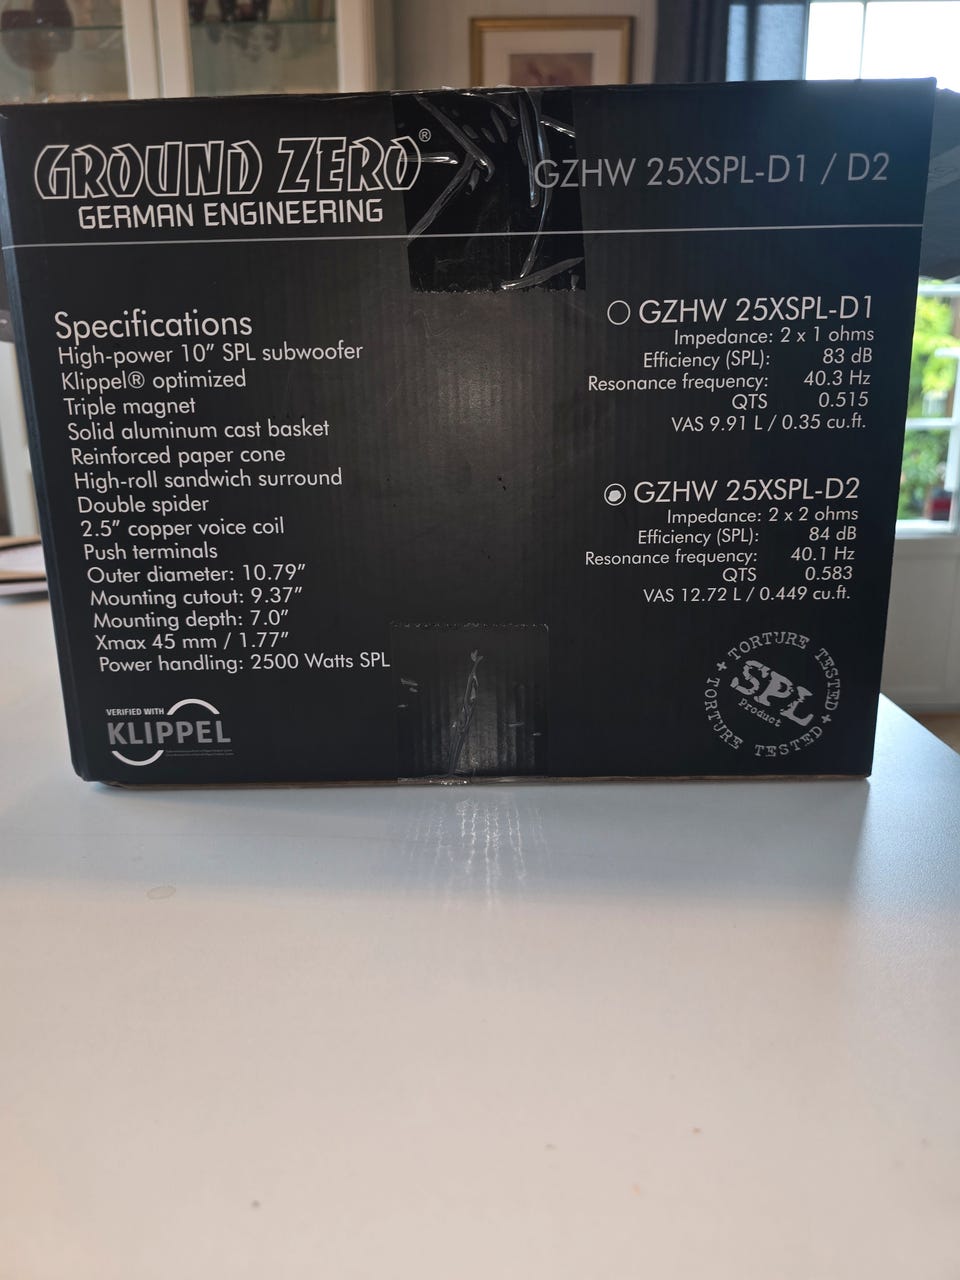 GROUND ZERO®
GERMAN ENGINEERING
GZHW 25XSPL-D1 / D2
Specifications
High-power 10” SPL subwoofer
Klippel® optimized
Triple magnet
Solid aluminum cast basket
Reinforced paper cone
High-roll sandwich surround
Double spider
2.5” copper voice coil
Push terminals
Outer diameter: 10.79”
Mounting cutout: 9.37”
Mounting depth: 7.0”
Xmax 45 mm / 1.77”
Power handling: 2500 Watts SPL
VERIFIED WITH
KLIPPEL
GZHW 25XSPL-D1
Impedance: 2 x 1 ohms
Efficiency (SPL): 83 dB
Resonance frequency: 40.3 Hz
QTS 0.515
VAS 9.91 L / 0.35 cu.ft.
GZHW 25XSPL-D2
Impedance: 2 x 2 ohms
Efficiency (SPL): 84 dB
Resonance frequency: 40.1 Hz
QTS 0.583
VAS 12.72 L / 0.449 cu.ft.
TORTURE TESTED
SPL
Product
TORTURE TESTED